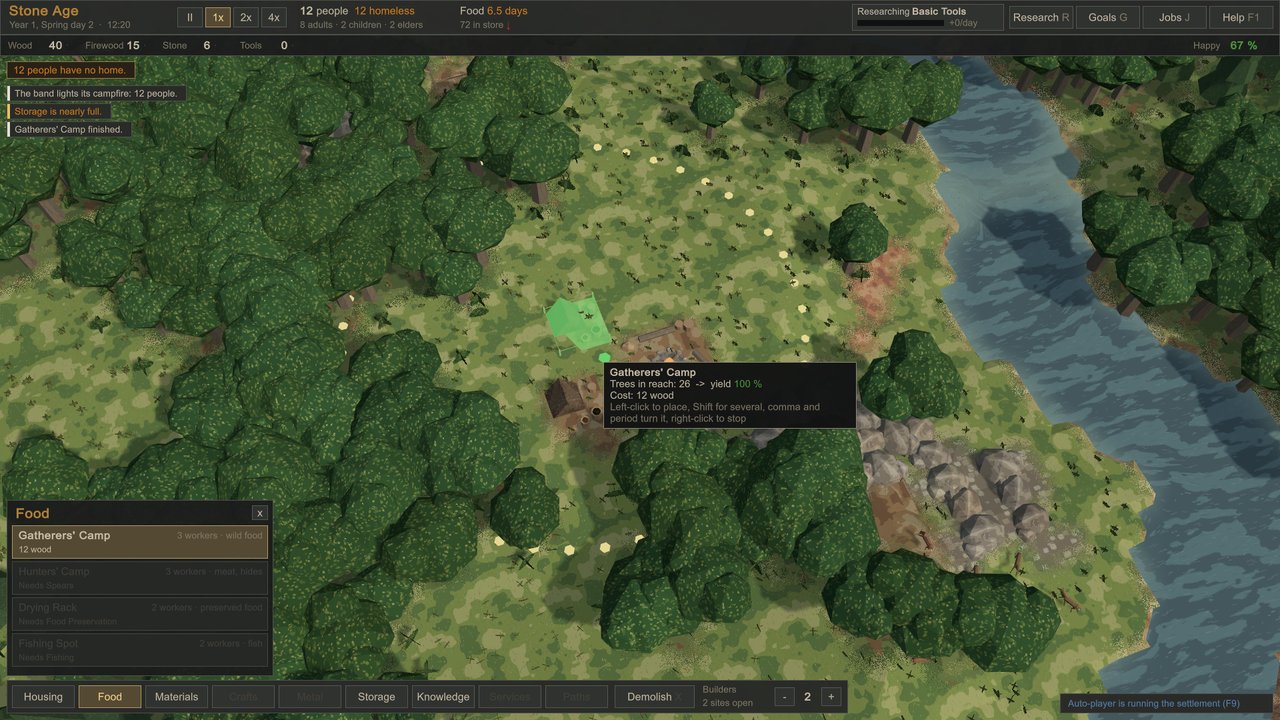 Stone Age
Year 1, Spring day 2 · 12:20
II
1x
2x
4x
12 people 12 homeless
8 adults · 2 children · 2 elders
Food 6.5 days
72 in store ↓
Researching Basic Tools
+0/day
Research R
Goals G
Jobs J
Help F1
Wood 40
Firewood 15
Stone 6
Tools 0
Happy 67 %
12 people have no home.
The band lights its campfire: 12 people.
Storage is nearly full.
Gatherers' Camp finished.
Gatherers' Camp
Trees in reach: 26 -> yield 100 %
Cost: 12 wood
Left-click to place, Shift for several, comma and
period turn it, right-click to stop
Food
x
Gatherers' Camp
3 workers · wild food
12 wood
Hunters' Camp
3 workers · meat, hides
Needs Spears
Drying Rack
2 workers · preserved food
Needs Food Preservation
Fishing Spot
2 workers · fish
Needs Fishing
Housing
Food
Materials
Crafts
Metal
Storage
Knowledge
Services
Paths
Demolish X
Builders
2 sites open
-
2
+
Auto-player is running the settlement (F9)